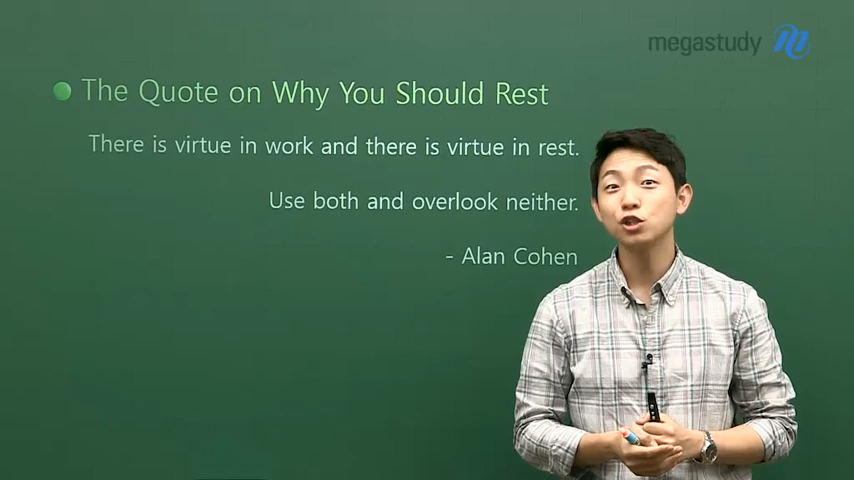 megastudy
The Quote on Why You Should Rest
There is virtue in work and there is virtue in rest.
Use both and overlook neither.
- Alan Cohen